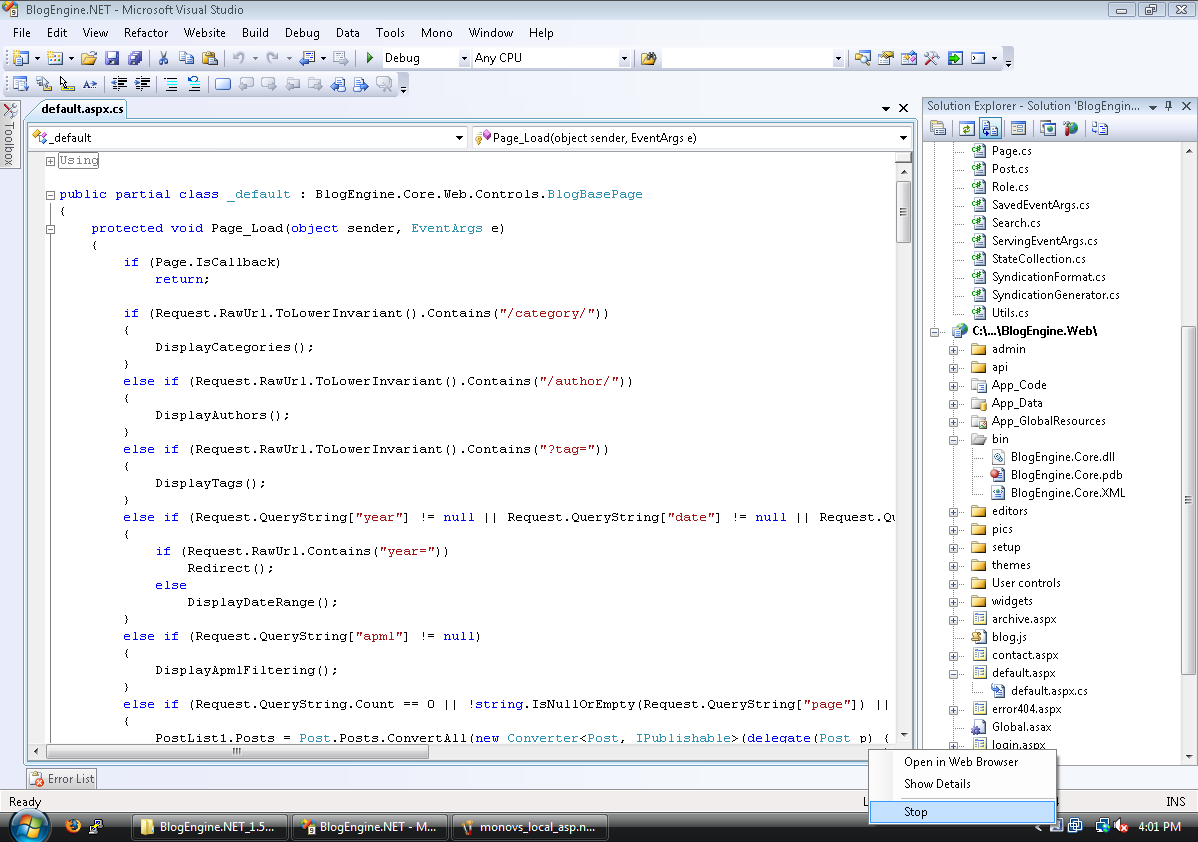 BlogEngine.NET - Microsoft Visual Studio
File Edit View Refactor Website Build Debug Data Tools Mono Window Help
Debug Any CPU
default.aspx.cs
Solution Explorer - Solution 'BlogEngin...
Toolbox
_default Page_Load(object sender, EventArgs e)
Using
public partial class _default : BlogEngine.Core.Web.Controls.BlogBasePage
{
protected void Page_Load(object sender, EventArgs e)
{
if (Page.IsCallback)
return;
if (Request.RawUrl.ToLowerInvariant().Contains("/category/"))
{
DisplayCategories();
}
else if (Request.RawUrl.ToLowerInvariant().Contains("/author/"))
{
DisplayAuthors();
}
else if (Request.RawUrl.ToLowerInvariant().Contains("?tag="))
{
DisplayTags();
}
else if (Request.QueryString["year"] != null || Request.QueryString["date"] != null || Request.Qu
{
if (Request.RawUrl.Contains("year="))
Redirect();
else
DisplayDateRange();
}
else if (Request.QueryString["apml"] != null)
{
DisplayApmlFiltering();
}
else if (Request.QueryString.Count == 0 || !string.IsNullOrEmpty(Request.QueryString["page"]) ||
{
PostList1.Posts = Post.Posts.ConvertAll(new Converter<Post, IPublishable>(delegate(Post p) {
Page.cs
Post.cs
Role.cs
SavedEventArgs.cs
Search.cs
ServingEventArgs.cs
StateCollection.cs
SyndicationFormat.cs
SyndicationGenerator.cs
Utils.cs
C:\...\BlogEngine.Web\
admin
api
App_Code
App_Data
App_GlobalResources
bin
BlogEngine.Core.dll
BlogEngine.Core.pdb
BlogEngine.Core.XML
editors
pics
setup
themes
User controls
widgets
archive.aspx
blog.js
contact.aspx
default.aspx
default.aspx.cs
error404.aspx
Global.asax
login.aspx
Open in Web Browser
Show Details
Stop
Error List
Ready INS
BlogEngine.NET_1.5... BlogEngine.NET - M... monovs_local_asp.n... 4:01 PM